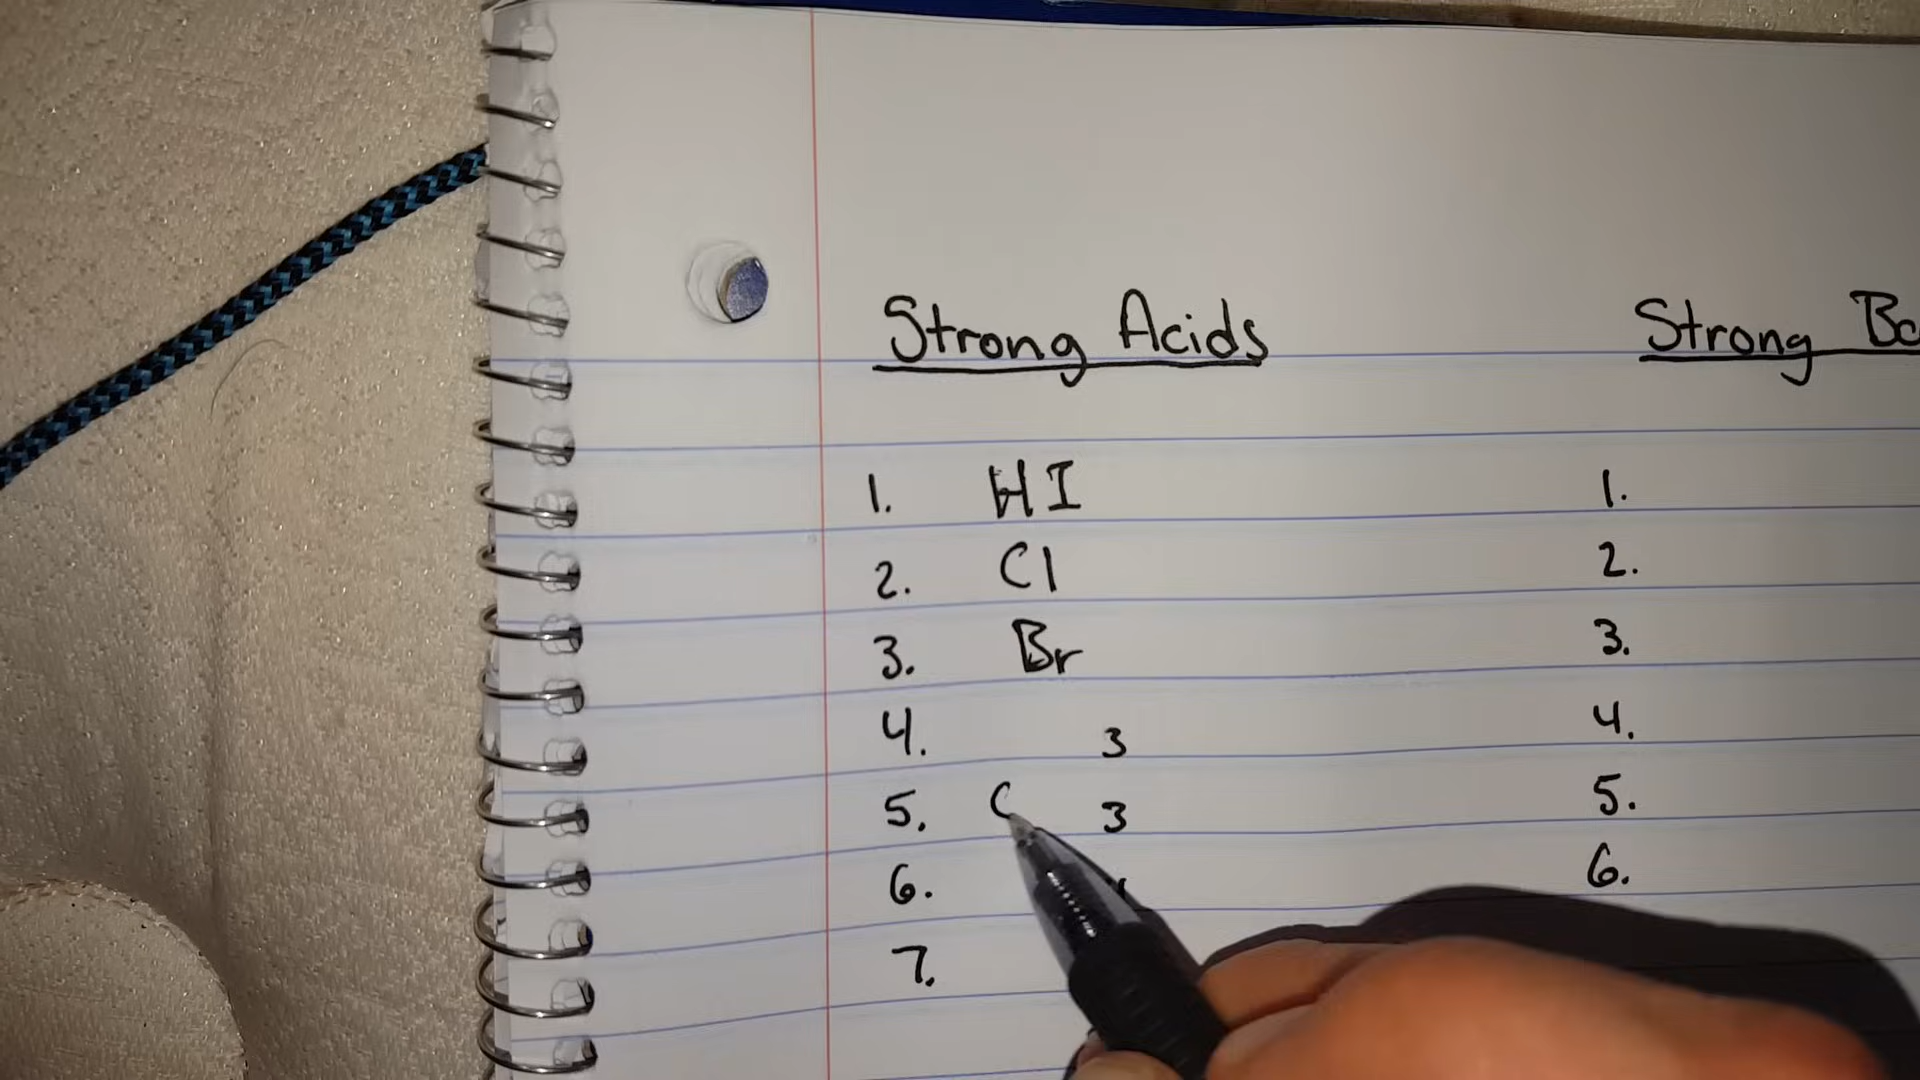 Strong Acids Strong
1. HI 1.
2. Cl 2.
3. Br 3.
4. 3 4.
5. C 3 5.
6. 6.
7.